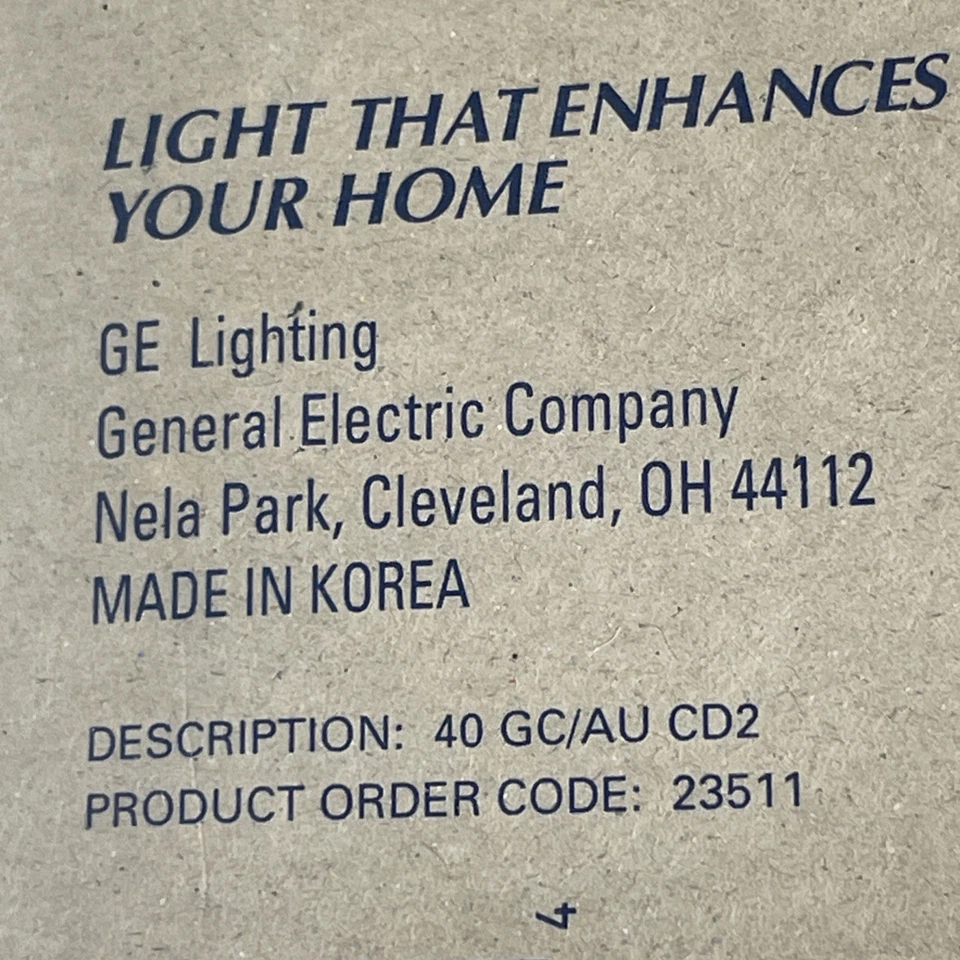 LIGHT THAT ENHANCES
YOUR HOME
GE Lighting
General Electric Company
Nela Park, Cleveland, OH 44112
MADE IN KOREA
DESCRIPTION: 40 GC/AU CD2
PRODUCT ORDER CODE: 23511
4